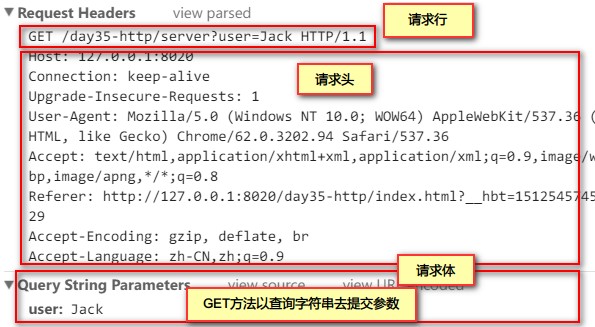 Request Headers view parsed
请求行
GET /day35-http/server?user=Jack HTTP/1.1
Host: 127.0.0.1:8020
请求头
Connection: keep-alive
Upgrade-Insecure-Requests: 1
User-Agent: Mozilla/5.0 (Windows NT 10.0; WOW64) AppleWebKit/537.36 (
HTML, like Gecko) Chrome/62.0.3202.94 Safari/537.36
Accept: text/html,application/xhtml+xml,application/xml;q=0.9,image/w
bp,image/apng,*/*;q=0.8
Referer: http://127.0.0.1:8020/day35-http/index.html?__hbt=1512545745
29
Accept-Encoding: gzip, deflate, br
Accept-Language: zh-CN,zh;q=0.9
请求体
Query String Parameters view source view URL encoded
GET方法以查询字符串去提交参数
user: Jack